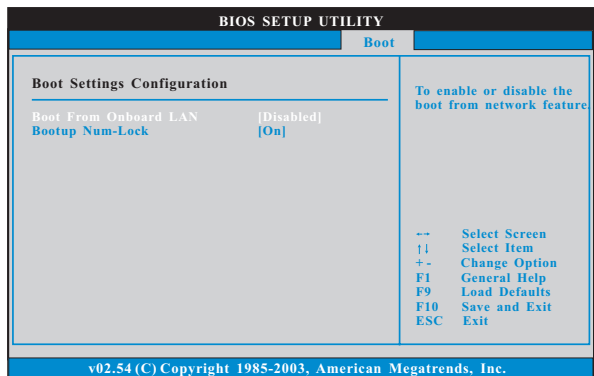 BIOS SETUP UTILITY
Boot
Boot Settings Configuration
Boot From Onboard LAN [Disabled]
Bootup Num-Lock [On]
To enable or disable the
boot from network feature.
←→ Select Screen
↑↓ Select Item
+ - Change Option
F1 General Help
F9 Load Defaults
F10 Save and Exit
ESC Exit
v02.54 (C) Copyright 1985-2003, American Megatrends, Inc.